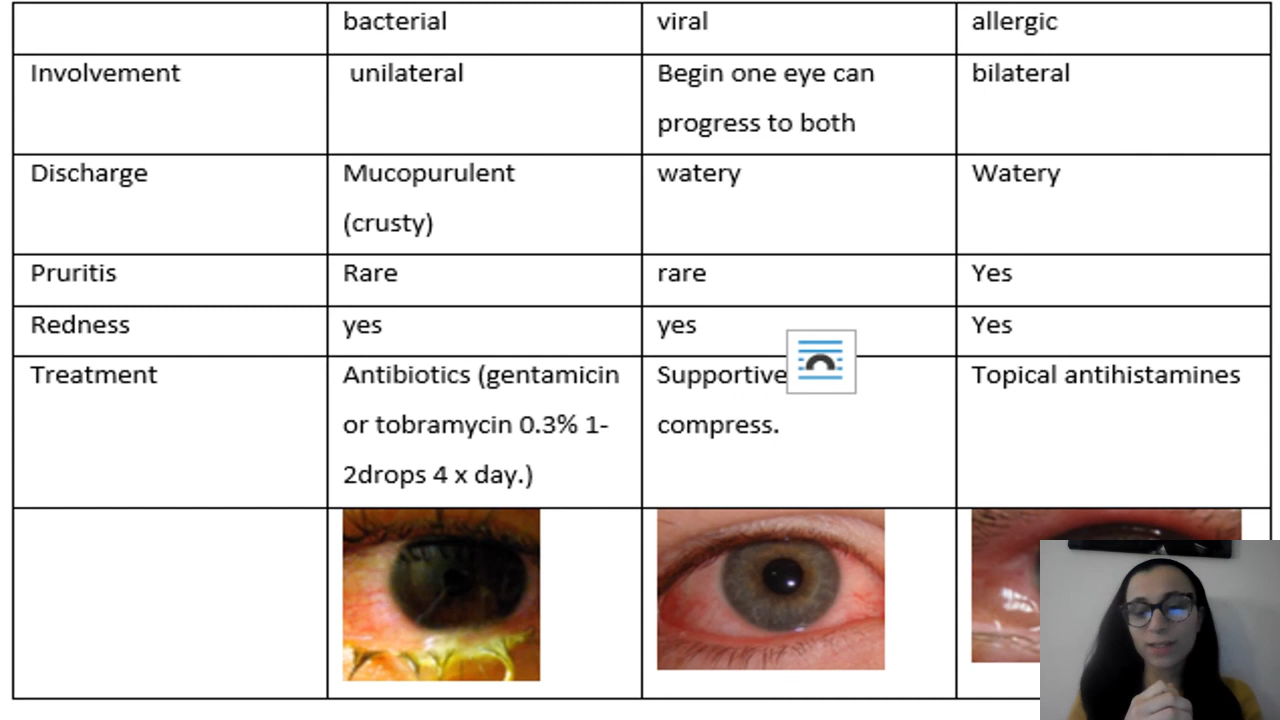 bacterial viral allergic
Involvement unilateral Begin one eye can bilateral
progress to both
Discharge Mucopurulent watery Watery
(crusty)
Pruritis Rare rare Yes
Redness yes yes Yes
Treatment Antibiotics (gentamicin Supportive Topical antihistamines
or tobramycin 0.3% 1- compress.
2drops 4 x day.)